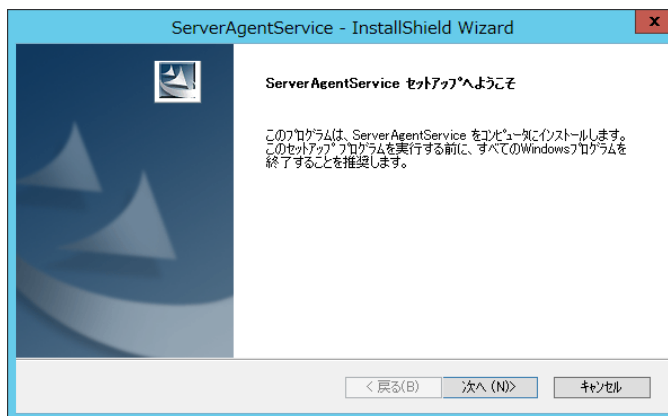 ServerAgentService - InstallShield Wizard
x
ServerAgentService ｾｯﾄｱｯﾌﾟへようこそ
このﾌﾟﾛｸﾞﾗﾑは、ServerAgentService をｺﾝﾋﾟｭｰﾀにインストールします。
このｾｯﾄｱｯﾌﾟ ﾌﾟﾛｸﾞﾗﾑを実行する前に、すべてのWindowsﾌﾟﾛｸﾞﾗﾑを
終了することを推奨します。
< 戻る(B)
次へ (N)>
ｷｬﾝｾﾙ